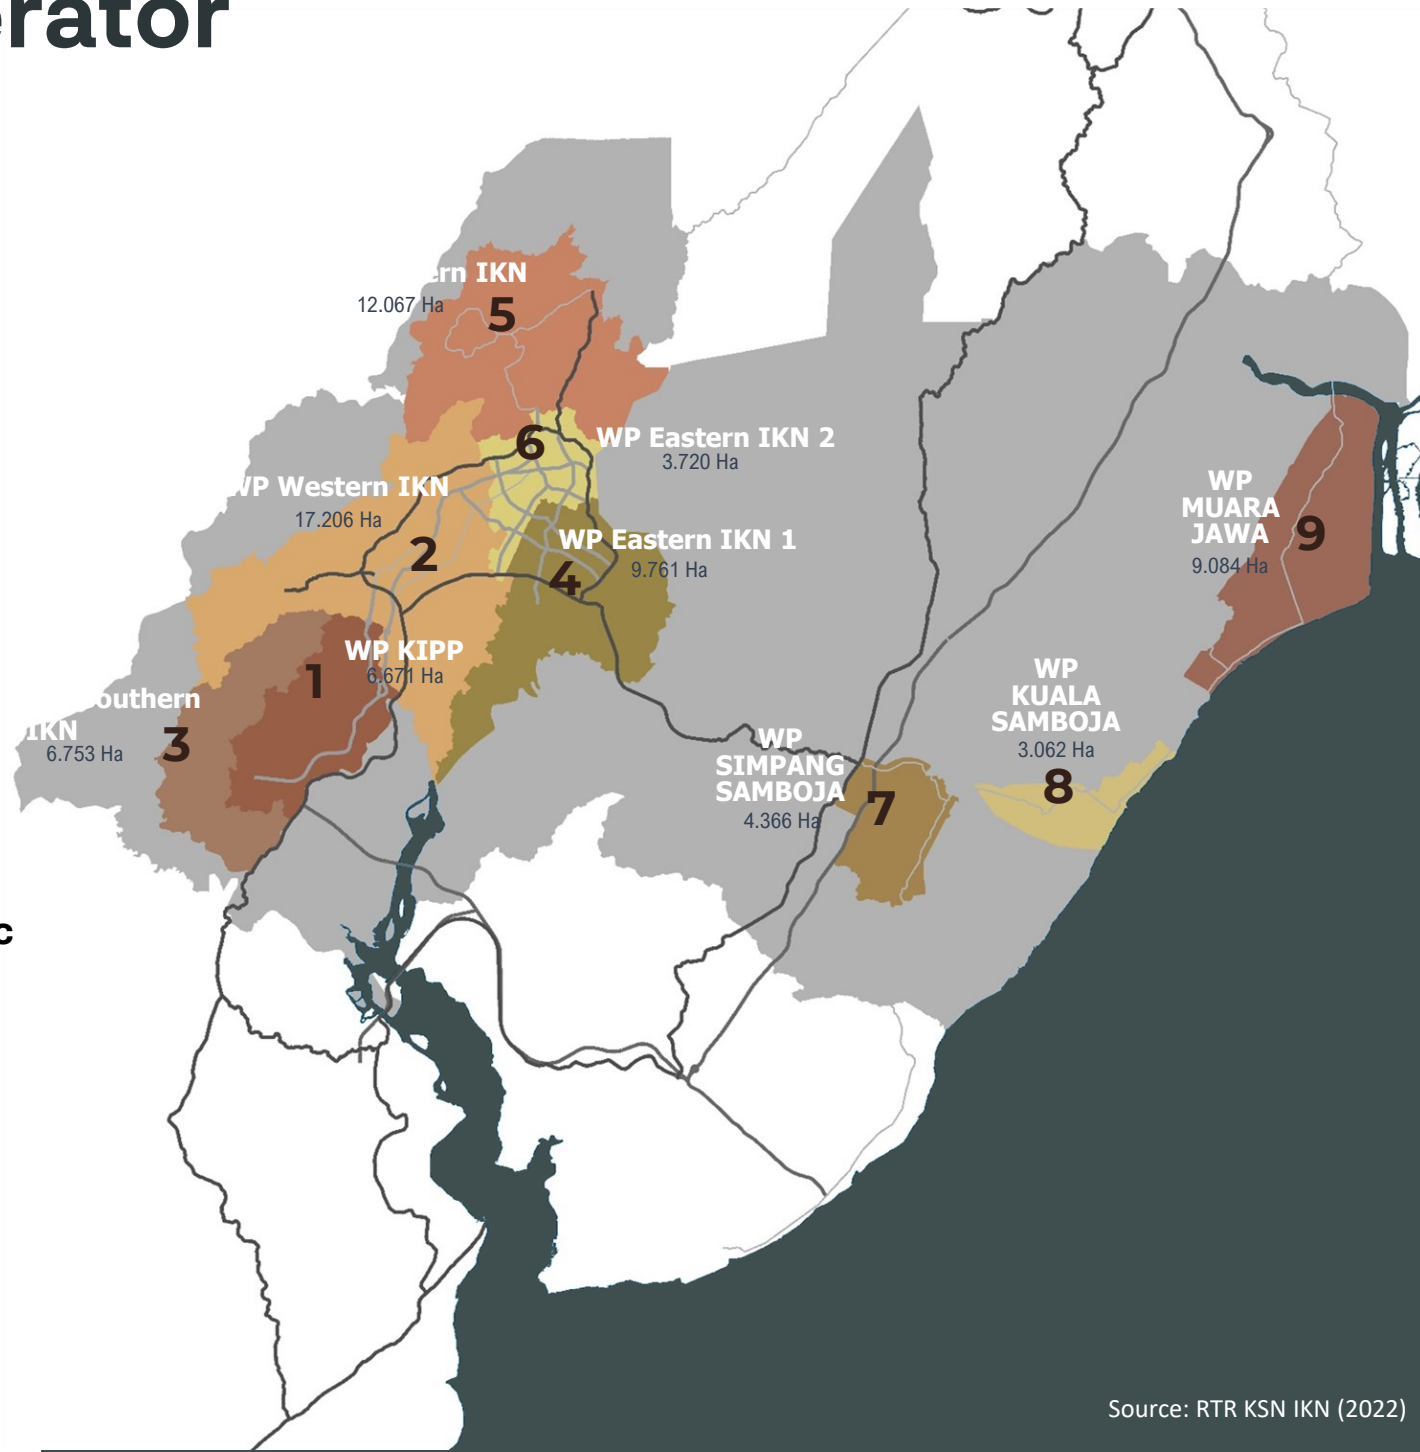 erator
ern IKN
12.067 Ha
5
6
WP Eastern IKN 2
3.720 Ha
WP Western IKN
17.206 Ha
2
WP Eastern IKN 1
9.761 Ha
4
WP
MUARA
JAWA
9.084 Ha
9
WP KIPP
6.671 Ha
1
outhern
IKN
6.753 Ha
3
WP
KUALA
SAMBOJA
3.062 Ha
8
WP
SIMPANG
SAMBOJA
4.366 Ha
7
c
Source: RTR KSN IKN (2022)